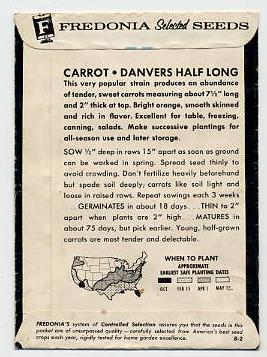 F FREDONIA Selected SEEDS
CARROT • DANVERS HALF LONG
This very popular strain produces an abundance
of tender, sweet carrots measuring about 7½" long
and 2" thick at top. Bright orange, smooth skinned
and rich in flavor. Excellent for table, freezing,
canning, salads. Make successive plantings for
all-season use and later storage.
SOW ½" deep in rows 15" apart as soon as ground
can be worked in spring. Spread seed thinly to
avoid crowding. Don't fertilize heavily beforehand
but spade soil deeply; carrots like soil light and
loose in raised rows. Repeat sowings each 3 weeks
. . . GERMINATES in about 18 days . . . THIN to 2"
apart when plants are 2" high . . . MATURES in
about 75 days, but pick earlier. Young, half-grown
carrots are most tender and delectable.
WHEN TO PLANT
APPROXIMATE
EARLIEST SAFE PLANTING DATES
OCT FEB 15 APR 1 MAY
FREDONIA'S system of Controlled Selection assures you that the seeds in this
packet are of unsurpassed quality — carefully selected from America's best seed
crops each year, rigidly tested for home garden excellence. B-2